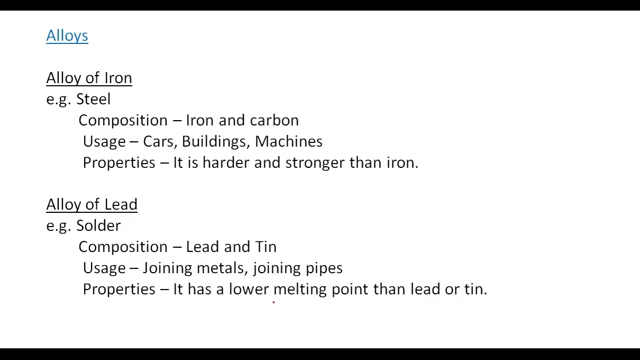 Alloys
Alloy of Iron
e.g. Steel
Composition – Iron and carbon
Usage – Cars, Buildings, Machines
Properties – It is harder and stronger than iron.
Alloy of Lead
e.g. Solder
Composition – Lead and Tin
Usage – Joining metals, joining pipes
Properties – It has a lower melting point than lead or tin.